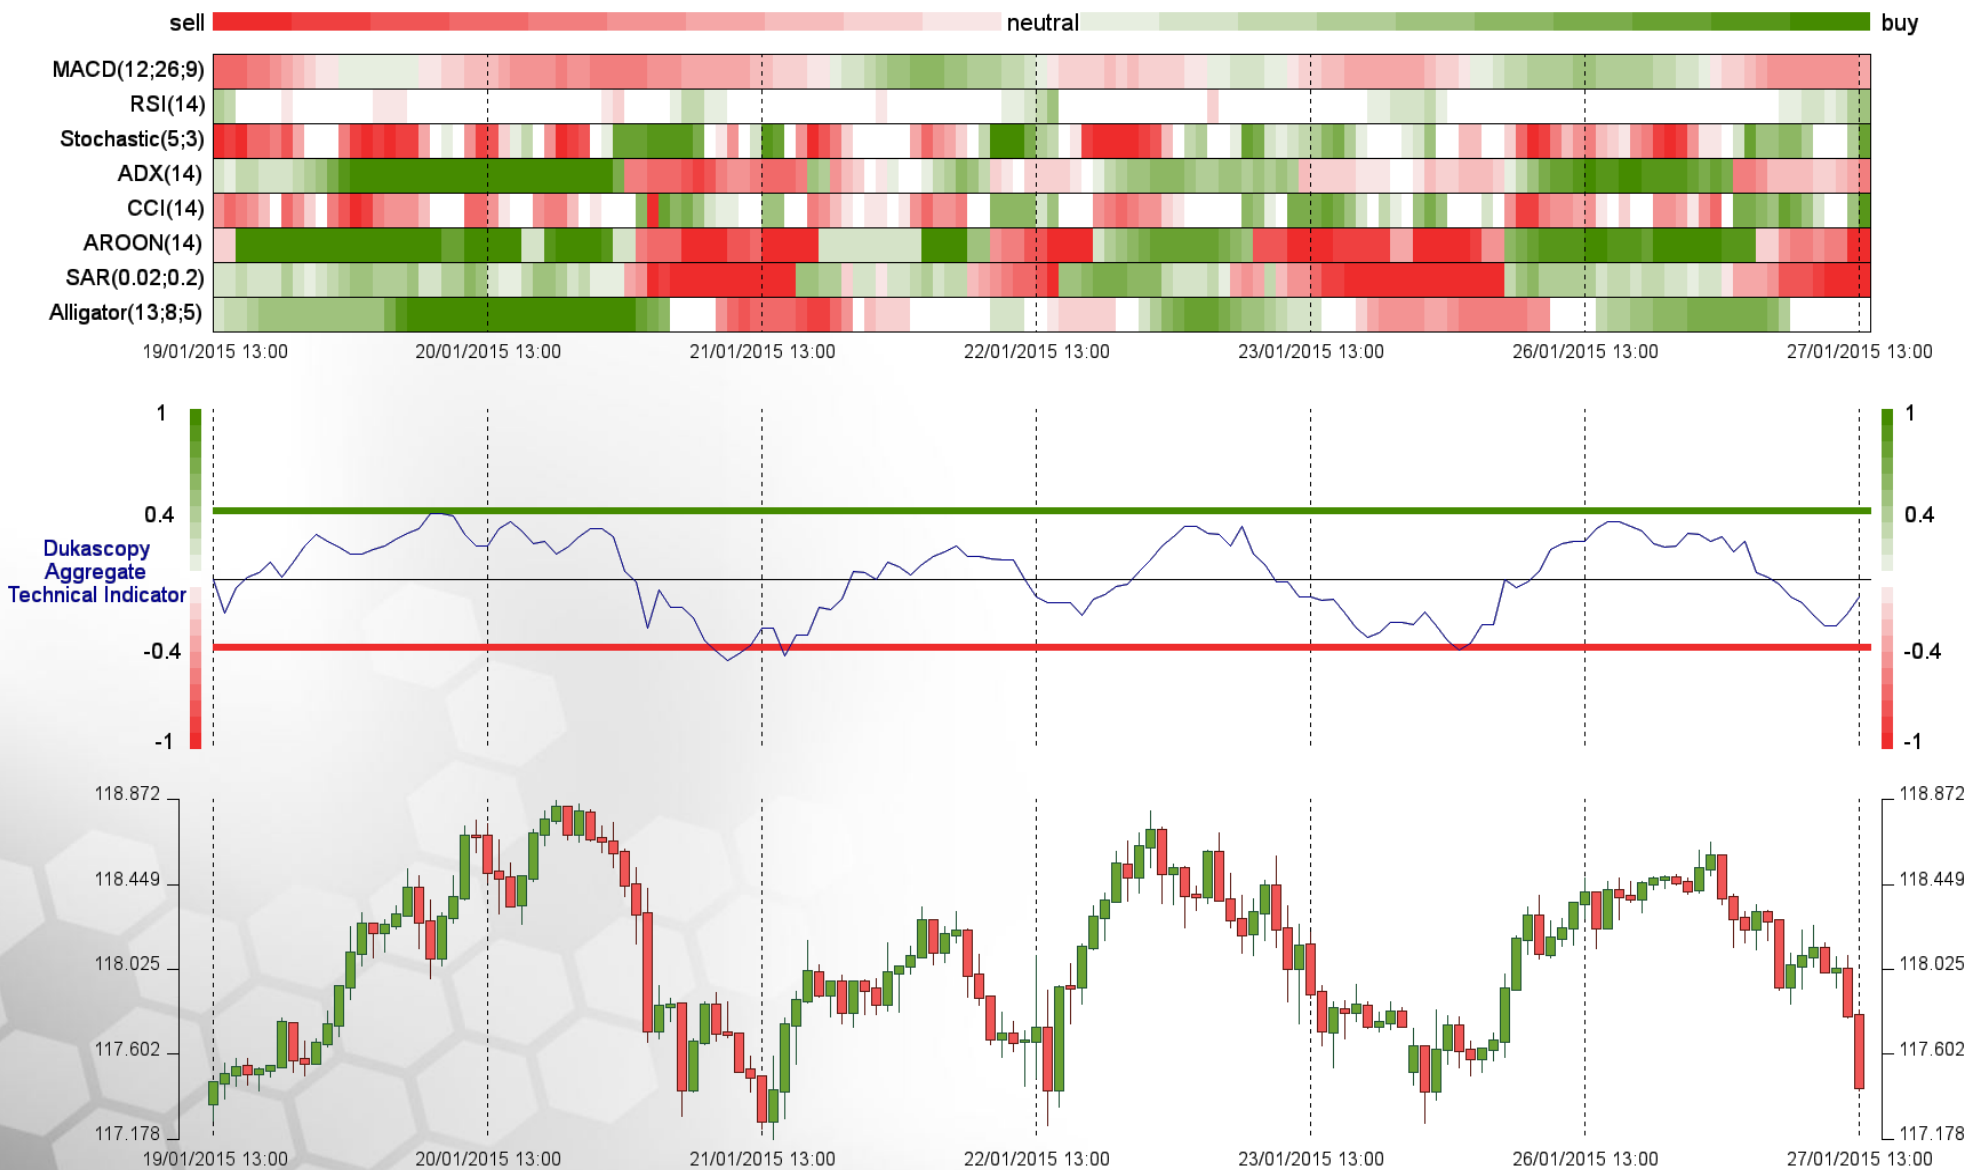 sell neutral buy
MACD(12;26;9)
RSI(14)
Stochastic(5;3)
ADX(14)
CCI(14)
AROON(14)
SAR(0.02;0.2)
Alligator(13;8;5)
19/01/2015 13:00 20/01/2015 13:00 21/01/2015 13:00 22/01/2015 13:00 23/01/2015 13:00 26/01/2015 13:00 27/01/2015 13:00
1 1
0.4 0.4
Dukascopy
Aggregate
Technical Indicator
-0.4 -0.4
-1 -1
118.872 118.872
118.449 118.449
118.025 118.025
117.602 117.602
117.178 117.178
19/01/2015 13:00 20/01/2015 13:00 21/01/2015 13:00 22/01/2015 13:00 23/01/2015 13:00 26/01/2015 13:00 27/01/2015 13:00